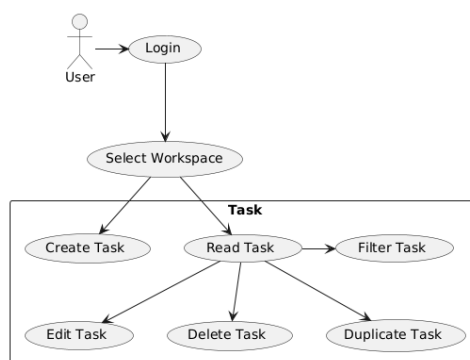 Login
User
Select Workspace
Task
Create Task
Read Task
Filter Task
Edit Task
Delete Task
Duplicate Task